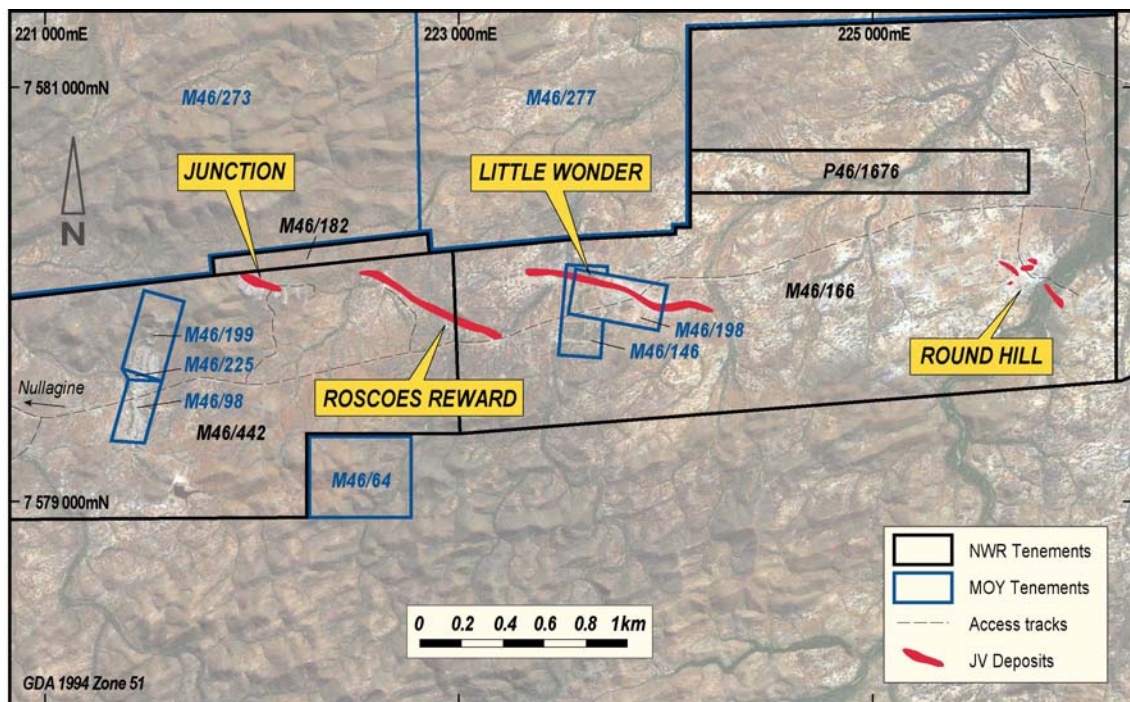 221 000mE
223 000mE
225 000mE
7 581 000mN
M46/273
M46/277
N
JUNCTION
LITTLE WONDER
P46/1676
M46/182
M46/166
M46/199
M46/198
M46/225
M46/146
ROUND HILL
Nullagine
M46/98
ROSCOES REWARD
M46/442
M46/64
7 579 000mN
NWR Tenements
MOY Tenements
Access tracks
JV Deposits
0 0.2 0.4 0.6 0.8 1km
GDA 1994 Zone 51